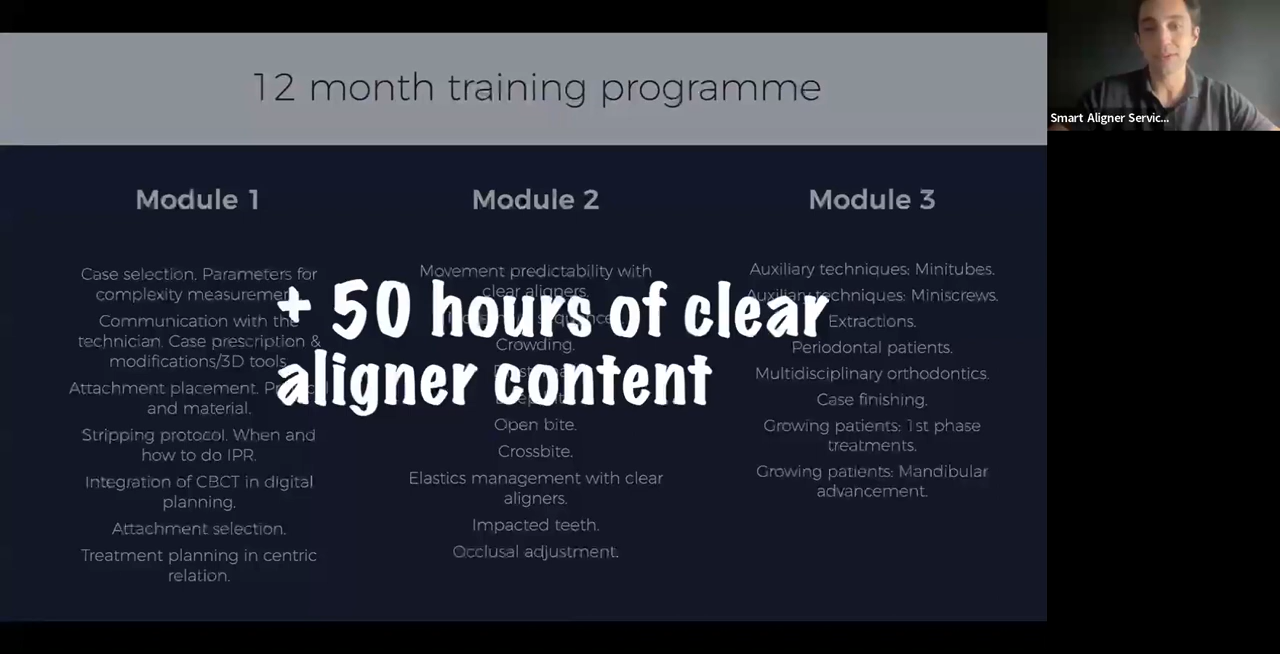 12 month training programme
Smart Aligner Servic...
Module 1
Case selection. Parameters for
complexity measuremen
Communication with the
technician. Case prescription &
modifications/3D tools
Attachment placement.
and material.
Stripping protocol. When and
how to do IPR.
Integration of CBCT in digital
planning.
Attachment selection.
Treatment planning in centric
relation.
Module 2
Movement predictability with
clear aligners.
Crowding.
Open bite.
Crossbite.
Elastics management with clear
aligners.
Impacted teeth.
Occlusal adjustment.
Module 3
Auxiliary techniques: Minitubes.
Auxiliary techniques: Miniscrews.
Extractions.
Periodontal patients.
Multidisciplinary orthodontics.
Case finishing.
Growing patients: 1st phase
treatments.
Growing patients: Mandibular
advancement.
+ 50 hours of clear
aligner content